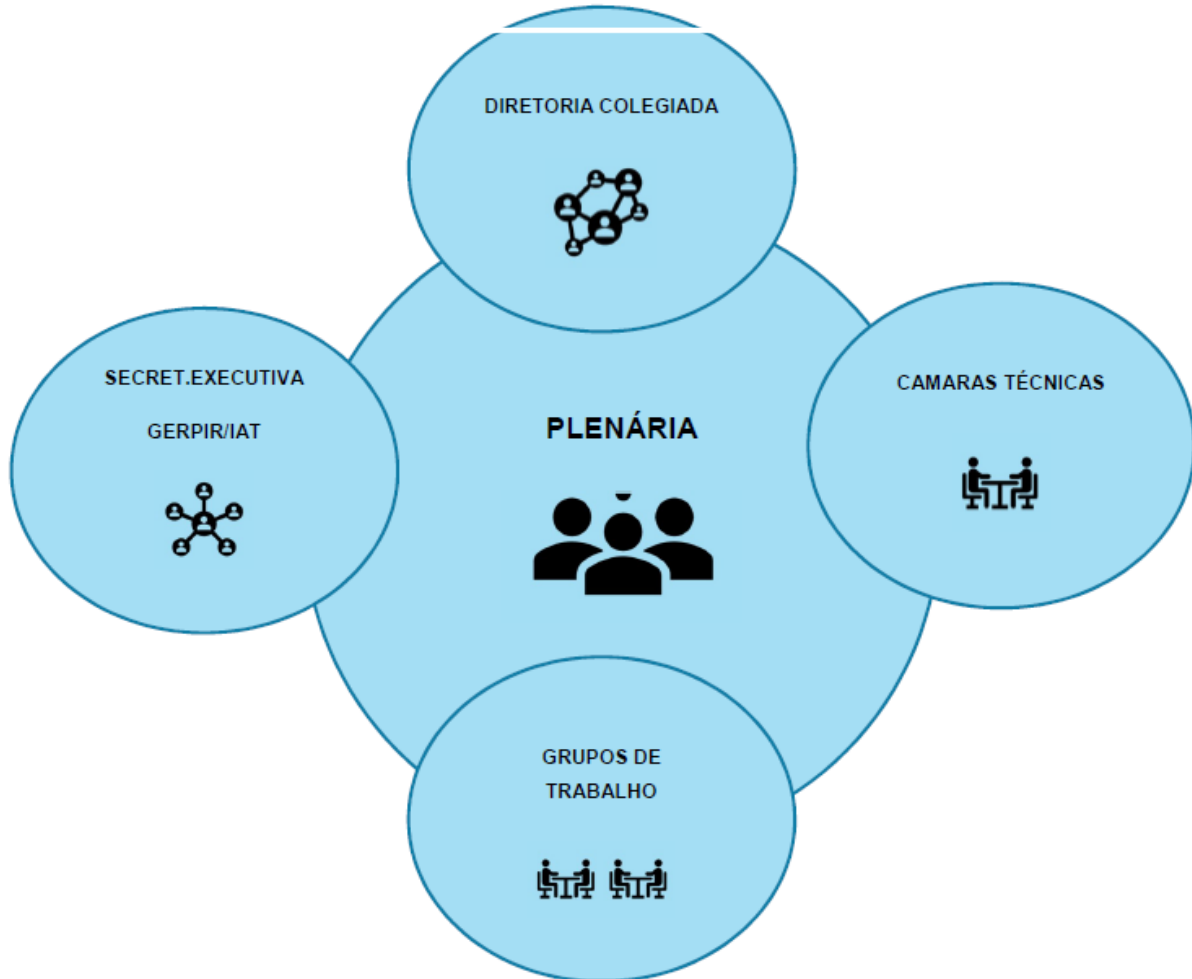 DIRETORIA COLEGIADA
SECRET.EXECUTIVA
GERPIR/IAT
CAMARAS TÉCNICAS
PLENÁRIA
GRUPOS DE
TRABALHO